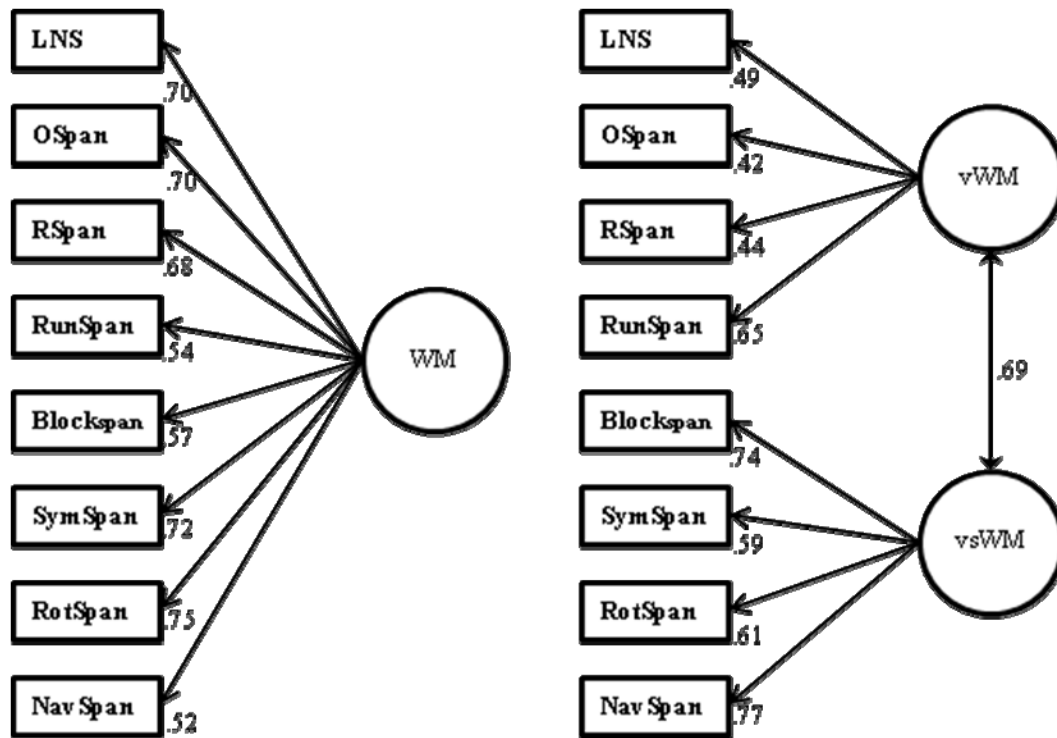 LNS
.70
OSpan
.70
RSpan
.68
RunSpan
.54
Blockspan
.57
SymSpan
.72
RotSpan
.75
NavSpan
.52
WM
LNS
.49
OSpan
.42
RSpan
.44
RunSpan
.65
Blockspan
.74
SymSpan
.59
RotSpan
.61
NavSpan
.77
vWM
.69
vsWM